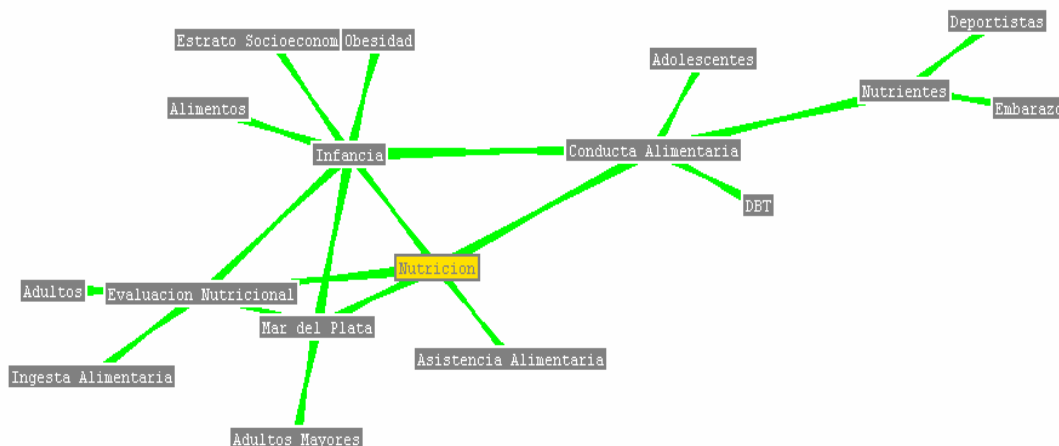 Deportistas
Estrato Socioeconom
Obesidad
Adolescentes
Nutrientes
Alimentos
Embarazo
Infancia
Conducta Alimentaria
DBT
Nutricion
Adultos
Evaluacion Nutricional
Mar del Plata
Asistencia Alimentaria
Ingesta Alimentaria
Adultos Mayores